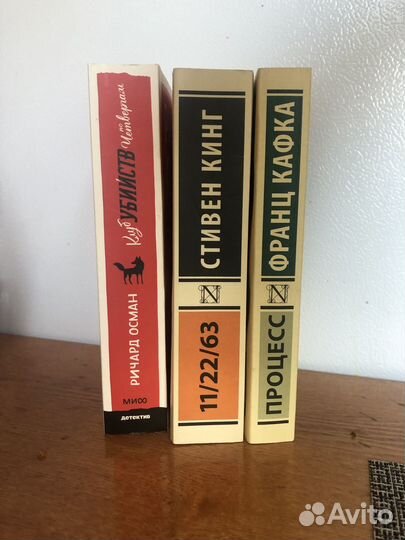 Клуб УБИЙСТВ по Четвергам
РИЧАРД ОСМАН
МИФ
детектив
СТИВЕН КИНГ
11/22/63
ФРАНЦ КАФКА
ПРОЦЕСС
Avito